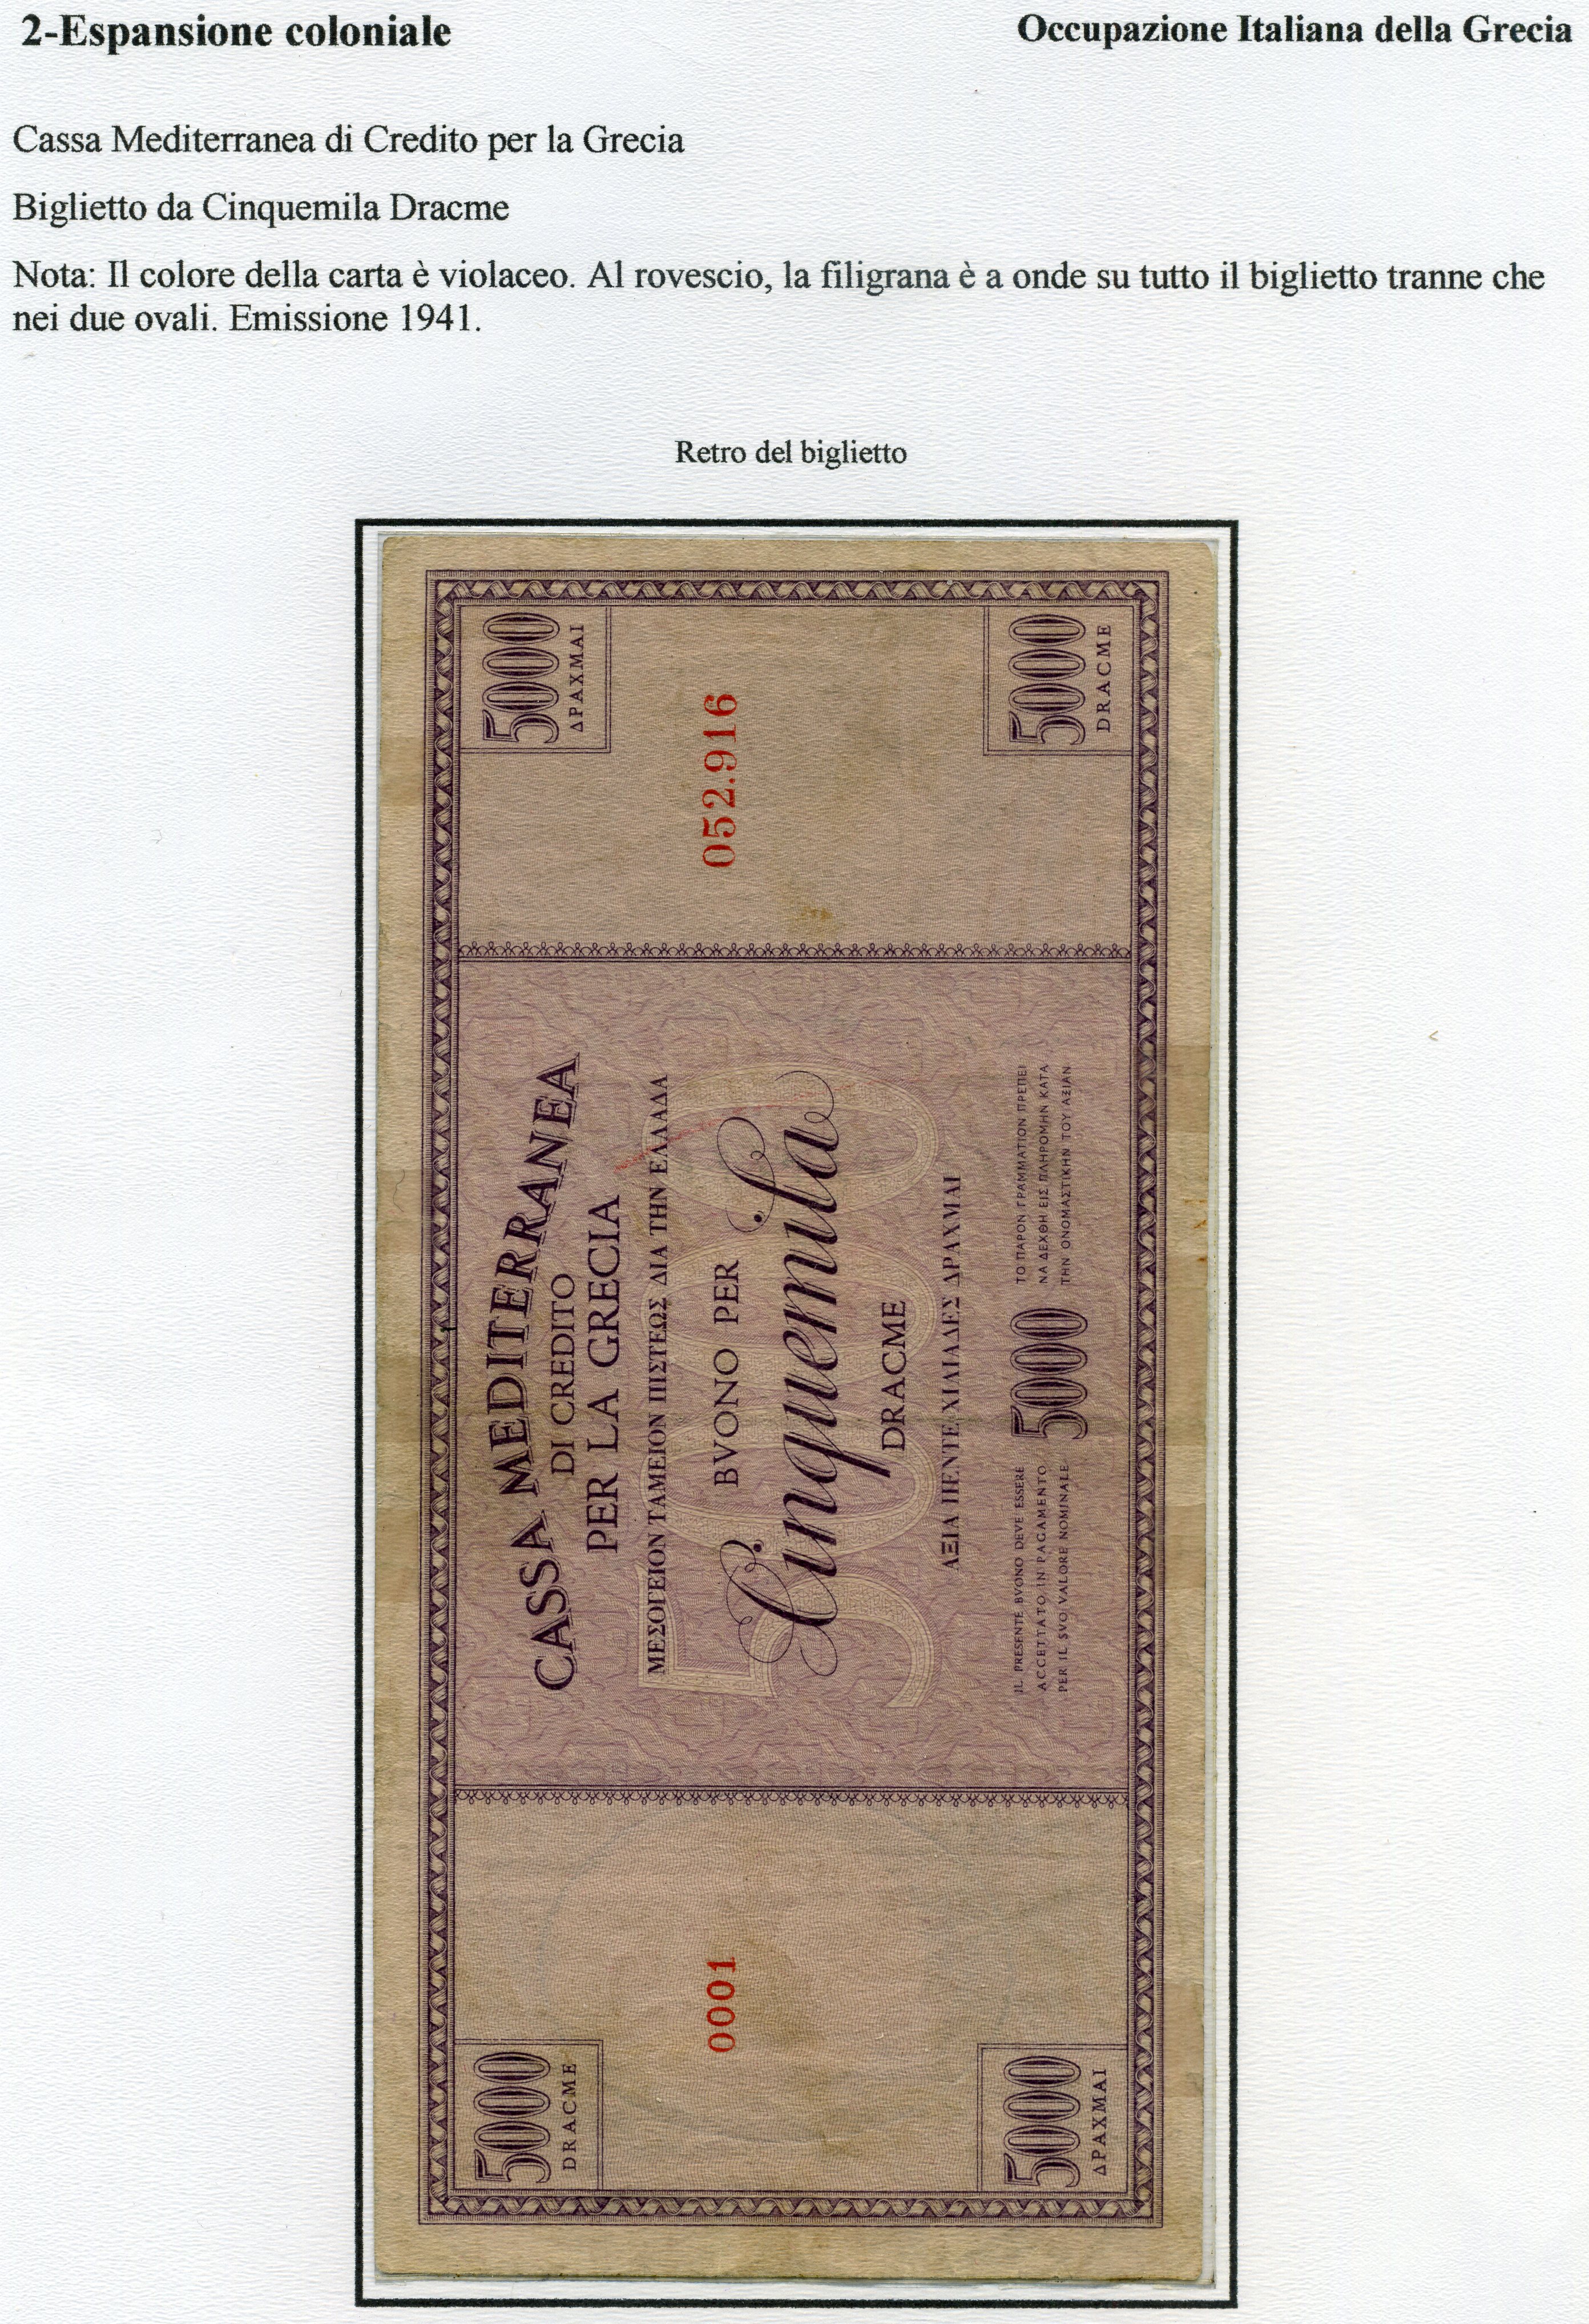 2-Espansione coloniale
Occupazione Italiana della Grecia
Cassa Mediterranea di Credito per la Grecia
Biglietto da Cinquemila Dracme
Nota: Il colore della carta è violaceo. Al rovescio, la filigrana è a onde su tutto il biglietto tranne che
nei due ovali. Emissione 1941.
Retro del biglietto
5000
DRACME
5000
ΔΡΑΧΜΑΙ
CASSA MEDITERRANEA
DI CREDITO
PER LA GRECIA
ΜΕΣΟΓΕΙΟΝ ΤΑΜΕΙΟΝ ΠΙΣΤΕΩΣ ΔΙΑ ΤΗΝ ΕΛΛΑΔΑ
0001
BVONO PER
052.916
5000
Cinquemila
DRACME
ΑΞΙΑ ΠΕΝΤΕ ΧΙΛΙΑΔΕΣ ΔΡΑΧΜΑΙ
IL PRESENTE BVONO DEVE ESSERE
ACCETTATO IN PAGAMENTO
PER IL SVO VALORE NOMINALE
5000
ΤΟ ΠΑΡΟΝ ΓΡΑΜΜΑΤΙΟΝ ΠΡΕΠΕΙ
ΝΑ ΔΕΧΘΗ ΕΙΣ ΠΛΗΡΟΜΗΝ ΚΑΤΑ
ΤΗΝ ΟΝΟΜΑΣΤΙΚΗΝ ΤΟΥ ΑΞΙΑΝ
5000
ΔΡΑΧΜΑΙ
5000
DRACME